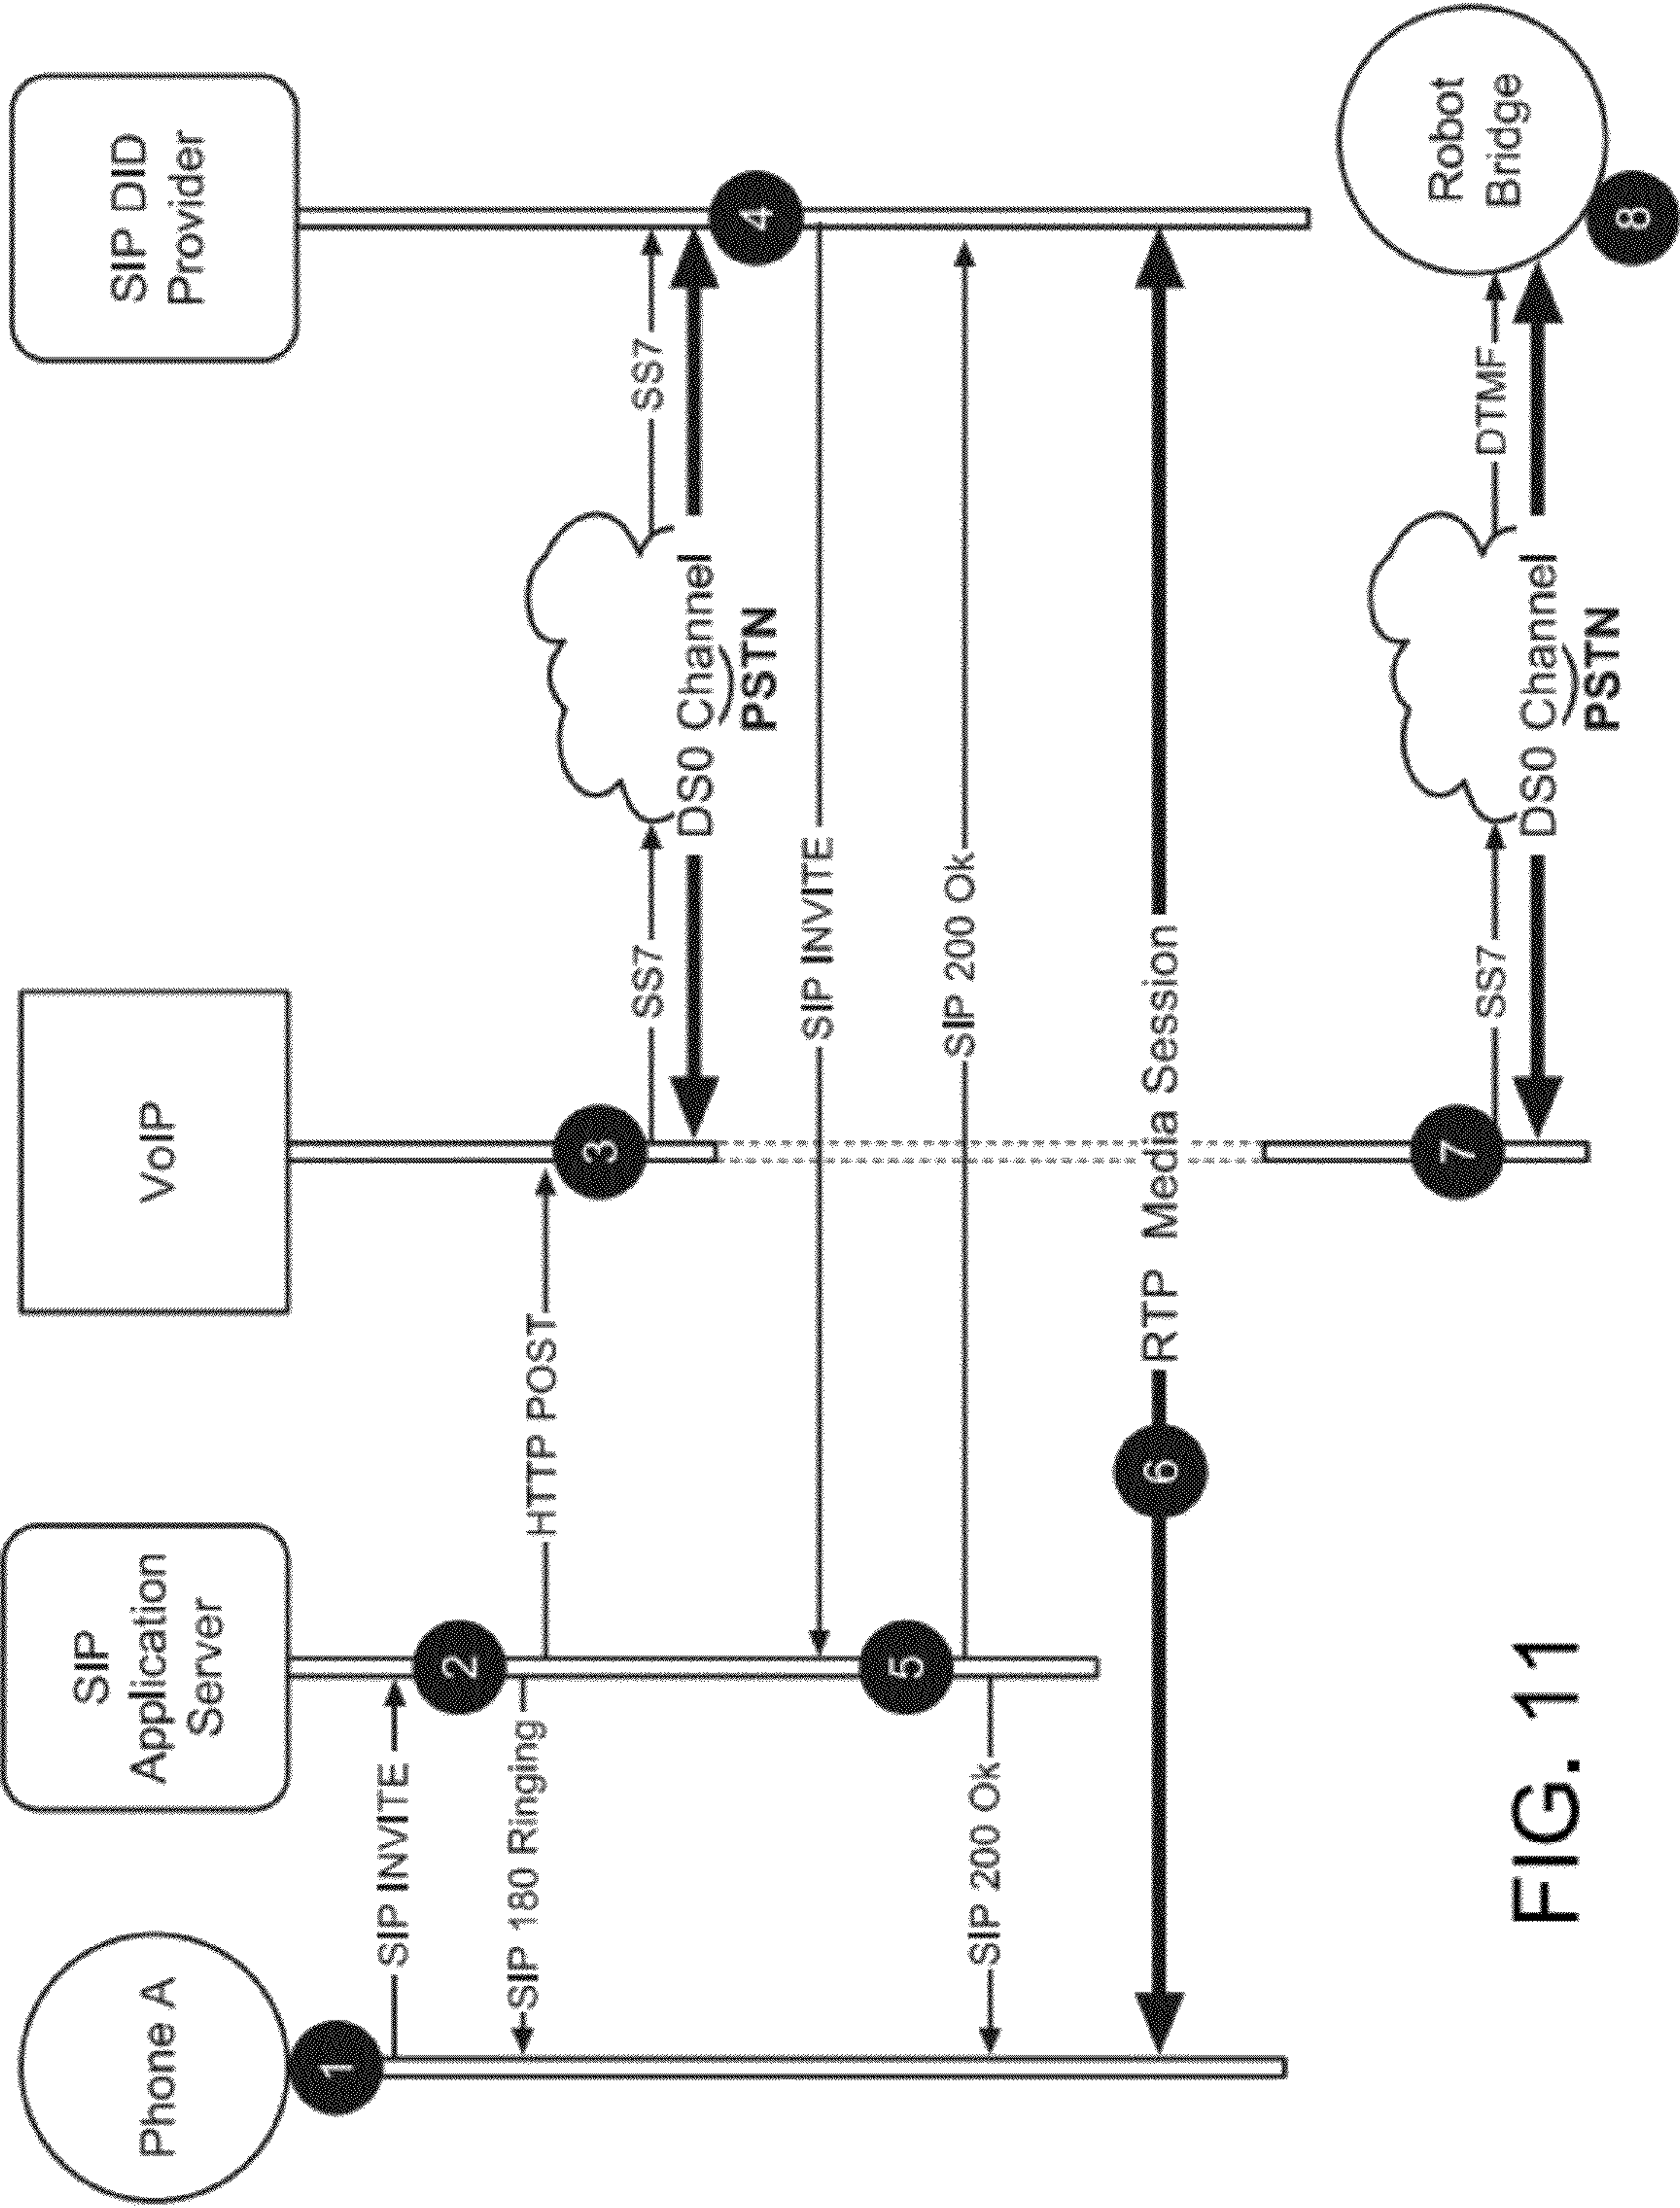 Phone A
SIP
Application
Server
VoIP
SIP DID
Provider
1
SIP INVITE
2
SIP 180 Ringing
HTTP POST
3
SS7
SS7
DS0 Channel
PSTN
4
SIP INVITE
5
SIP 200 Ok
SIP 200 Ok
6
RTP Media Session
7
SS7
DTMF
DS0 Channel
PSTN
Robot
Bridge
8
FIG. 11